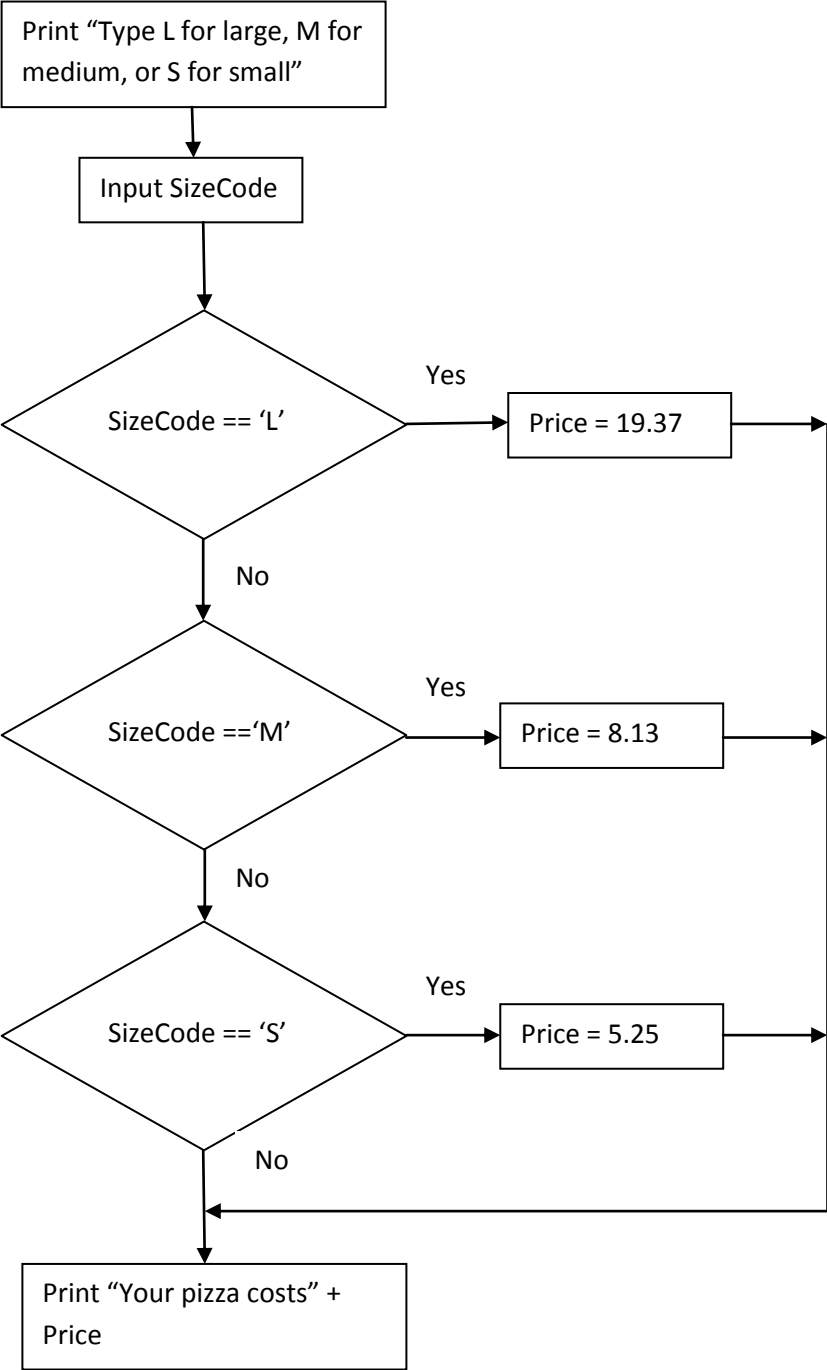 Print “Type L for large, M for
medium, or S for small”
Input SizeCode
SizeCode == ‘L’
Yes
Price = 19.37
No
SizeCode ==‘M’
Yes
Price = 8.13
No
SizeCode == ‘S’
Yes
Price = 5.25
No
Print “Your pizza costs” +
Price